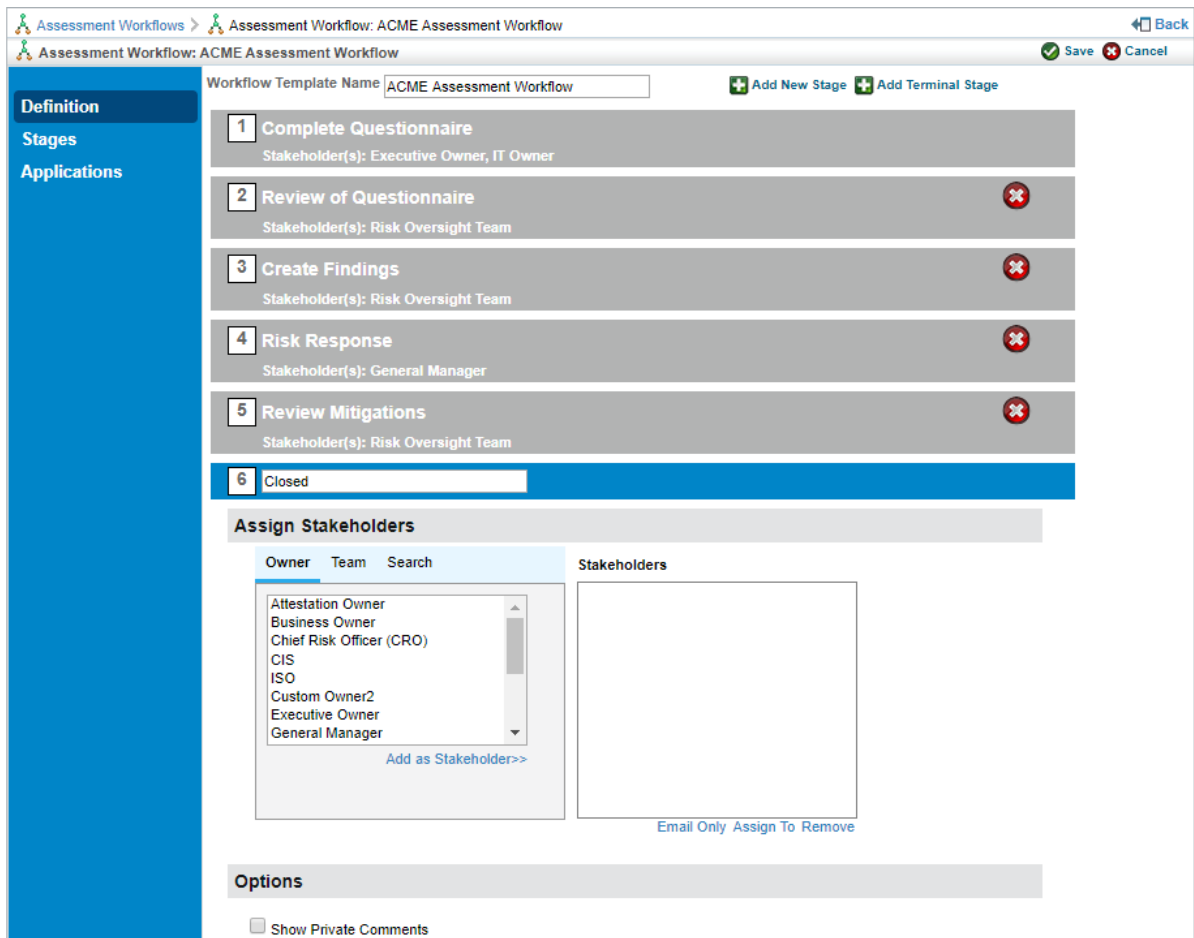 Assessment Workflows > Assessment Workflow: ACME Assessment Workflow Back
Assessment Workflow: ACME Assessment Workflow Save Cancel
Workflow Template Name ACME Assessment Workflow Add New Stage Add Terminal Stage
Definition
Stages
Applications
1 Complete Questionnaire
Stakeholder(s): Executive Owner, IT Owner
2 Review of Questionnaire
Stakeholder(s): Risk Oversight Team
3 Create Findings
Stakeholder(s): Risk Oversight Team
4 Risk Response
Stakeholder(s): General Manager
5 Review Mitigations
Stakeholder(s): Risk Oversight Team
6 Closed
Assign Stakeholders
Owner Team Search
Stakeholders
Attestation Owner
Business Owner
Chief Risk Officer (CRO)
CIS
ISO
Custom Owner2
Executive Owner
General Manager
Add as Stakeholder>>
Email Only Assign To Remove
Options
Show Private Comments